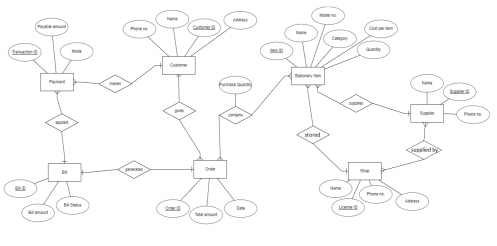 Payable amount
Transaction ID
Mode
Payment
Name
Phone no.
Customer ID
Address
Customer
makes
Model no.
Name
Cost per item
Item ID
Category
Quantity
Stationary Item
Purchase Quantity
contains
supplies
Name
Supplier ID
Phone no.
Supplier
applied
gives
stored
supplied by
Bill
generated
Order
Shop
Bill ID
Bill amount
Bill Status
Order ID
Total amount
Date
Name
License ID
Phone no.
Address